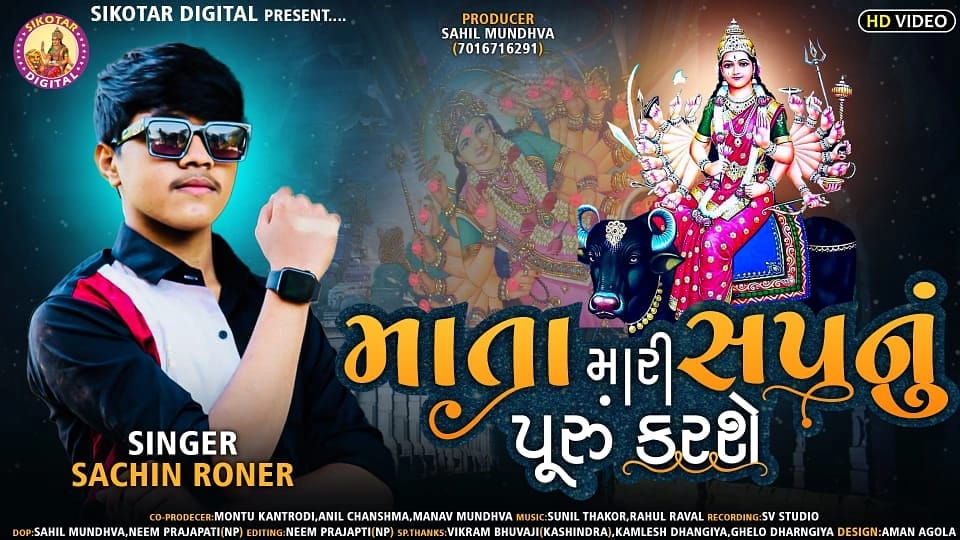 SIKOTAR DIGITAL PRESENT....
SIKOTAR
DIGITAL
PRODUCER
SAHIL MUNDHVA
(7016716291)
HD VIDEO
માતા મારી સપનું
પૂરું કરશે
SINGER
SACHIN RONER
CO-PRODECER:MONTU KANTRODI,ANIL CHANSHMA,MANAV MUNDHVA MUSIC:SUNIL THAKOR,RAHUL RAVAL RECORDING:SV STUDIO
DOP:SAHIL MUNDHVA,NEEM PRAJAPATI(NP) EDITING:NEEM PRAJAPTI(NP) SP.THANKS:VIKRAM BHUVAJI(KASHINDRA),KAMLESH DHANGIYA,GHELO DHARNGIYA DESIGN:AMAN AGOLA